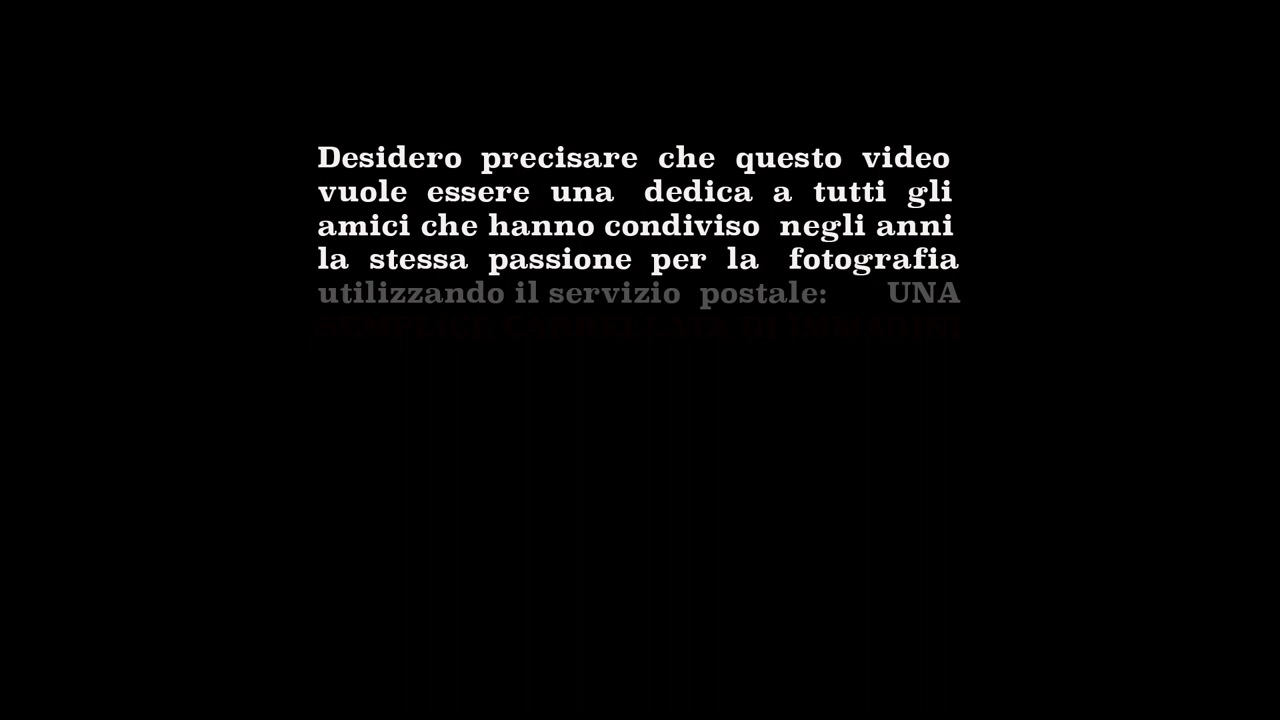 Desidero precisare che questo video
vuole essere una dedica a tutti gli
amici che hanno condiviso negli anni
la stessa passione per la fotografia
utilizzando il servizio postale: UNA